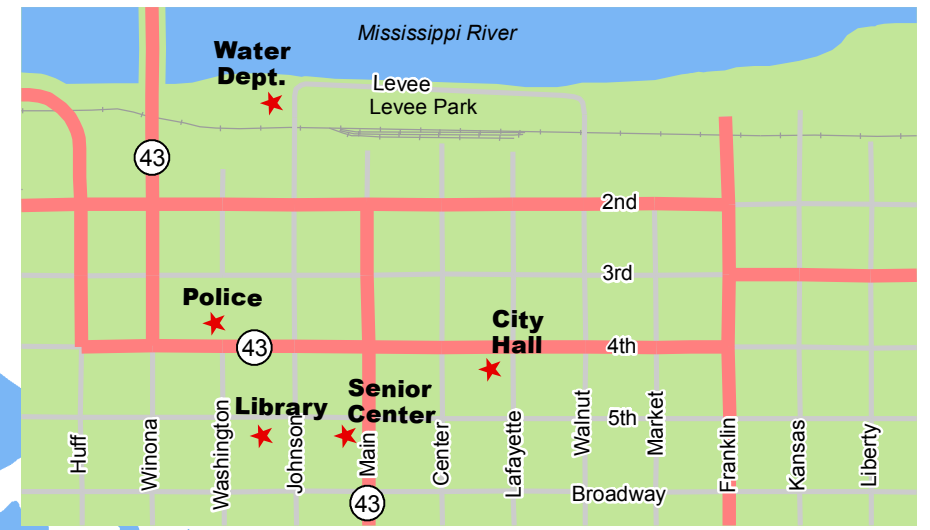 Mississippi River
Water
Dept.
Levee
Levee Park
43
2nd
3rd
Police
City
Hall
43
4th
Senior
Center
Library
5th
Huff
Winona
Washington
Johnson
Main
Center
Lafayette
Walnut
Market
Franklin
Kansas
Liberty
Broadway
43